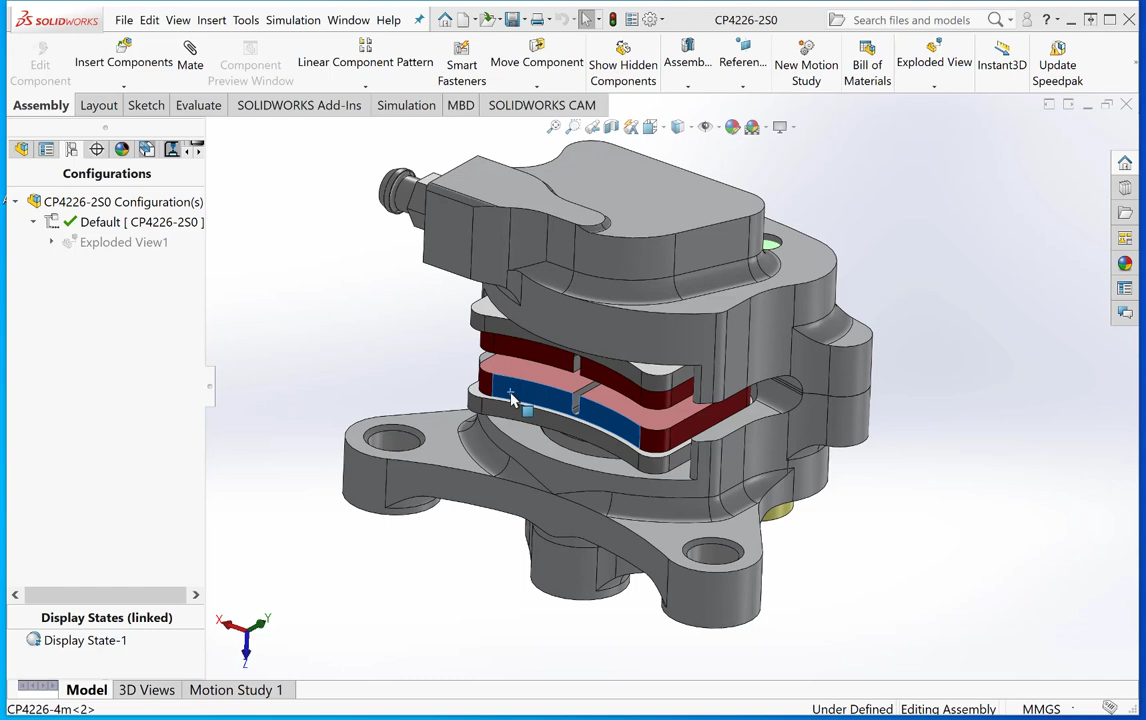 SOLIDWORKS File Edit View Insert Tools Simulation Window Help CP4226-2S0 Search files and models ?
Edit Component
Insert Components
Mate
Component Preview Window
Linear Component Pattern
Smart Fasteners
Move Component
Show Hidden Components
Assemb...
Referen...
New Motion Study
Bill of Materials
Exploded View
Instant3D
Update Speedpak
Assembly Layout Sketch Evaluate SOLIDWORKS Add-Ins Simulation MBD SOLIDWORKS CAM
Configurations
CP4226-2S0 Configuration(s)
Default [ CP4226-2S0 ]
Exploded View1
X Y Z
Display States (linked)
Display State-1
Model 3D Views Motion Study 1
CP4226-4m<2> Under Defined Editing Assembly MMGS